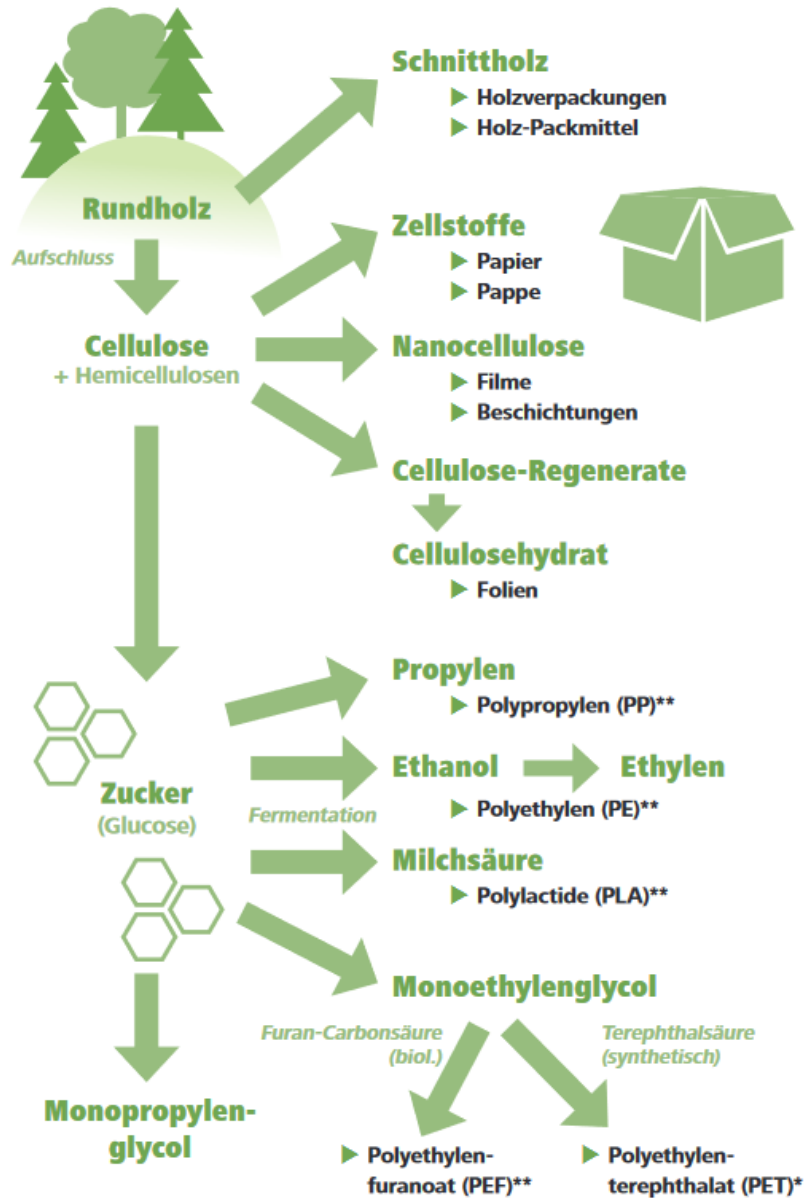 Schnittholz
▶ Holzverpackungen
▶ Holz-Packmittel
Rundholz
Aufschluss
Zellstoffe
▶ Papier
▶ Pappe
Cellulose
+ Hemicellulosen
Nanocellulose
▶ Filme
▶ Beschichtungen
Cellulose-Regenerate
Cellulosehydrat
▶ Folien
Propylen
▶ Polypropylen (PP)**
Zucker
(Glucose)
Fermentation
Ethanol
Ethylen
▶ Polyethylen (PE)**
Milchsäure
▶ Polylactide (PLA)**
Monoethylenglycol
Furan-Carbonsäure
(biol.)
Terephthalsäure
(synthetisch)
Monopropylen-
glycol
▶ Polyethylen-
furanoat (PEF)**
▶ Polyethylen-
terephthalat (PET)*